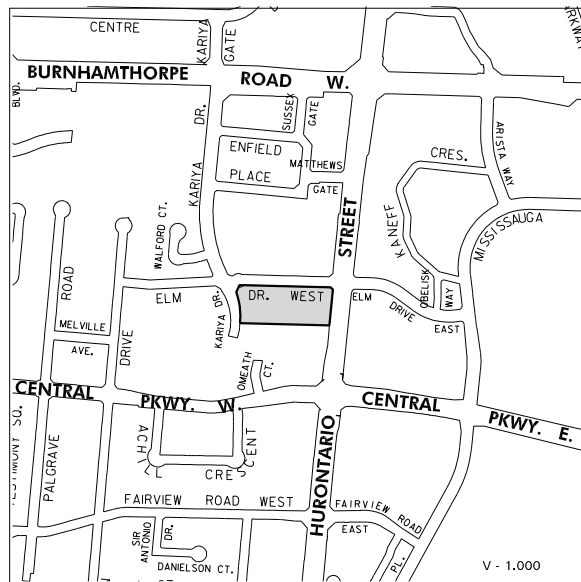 CENTRE
KARIYA
GATE
PARKWAY
BURNHAMTHORPE ROAD W.
BLVD.
KARIYA DR.
SUSSEX
GATE
ENFIELD
PLACE
MATTHEWS
GATE
ARISTA WAY
CRES.
KANEFF
MISSISSAUGA
STREET
WALFORD CT.
ROAD
ELM
DR. WEST
KARIYA DR.
ELM
DRIVE
EAST
OBELISK
WAY
MELVILLE
AVE.
DRIVE
OMEATH
CT.
CENTRAL PKWY. W.
CENTRAL
PKWY. E.
HURONTARIO
PALGRAVE
CRESCENT
FAIRVIEW ROAD WEST
FAIRVIEW ROAD
EAST
SIR
ANTONIO
DR.
DANIELSON CT.
PL.
V - 1.000